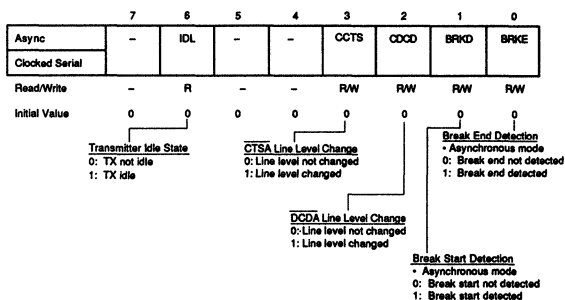 7 6 5 4 3 2 1 0
Async – IDL – – CCTS CDCD BRKD BRKE
Clocked Serial
Read/Write – R – – R/W R/W R/W R/W
Initial Value 0 0 0 0 0 0 0 0
Transmitter Idle State
0: TX not idle
1: TX idle
CTSA Line Level Change
0: Line level not changed
1: Line level changed
DCDA Line Level Change
0: Line level not changed
1: Line level changed
Break End Detection
• Asynchronous mode
0: Break end not detected
1: Break end detected
Break Start Detection
• Asynchronous mode
0: Break start not detected
1: Break start detected